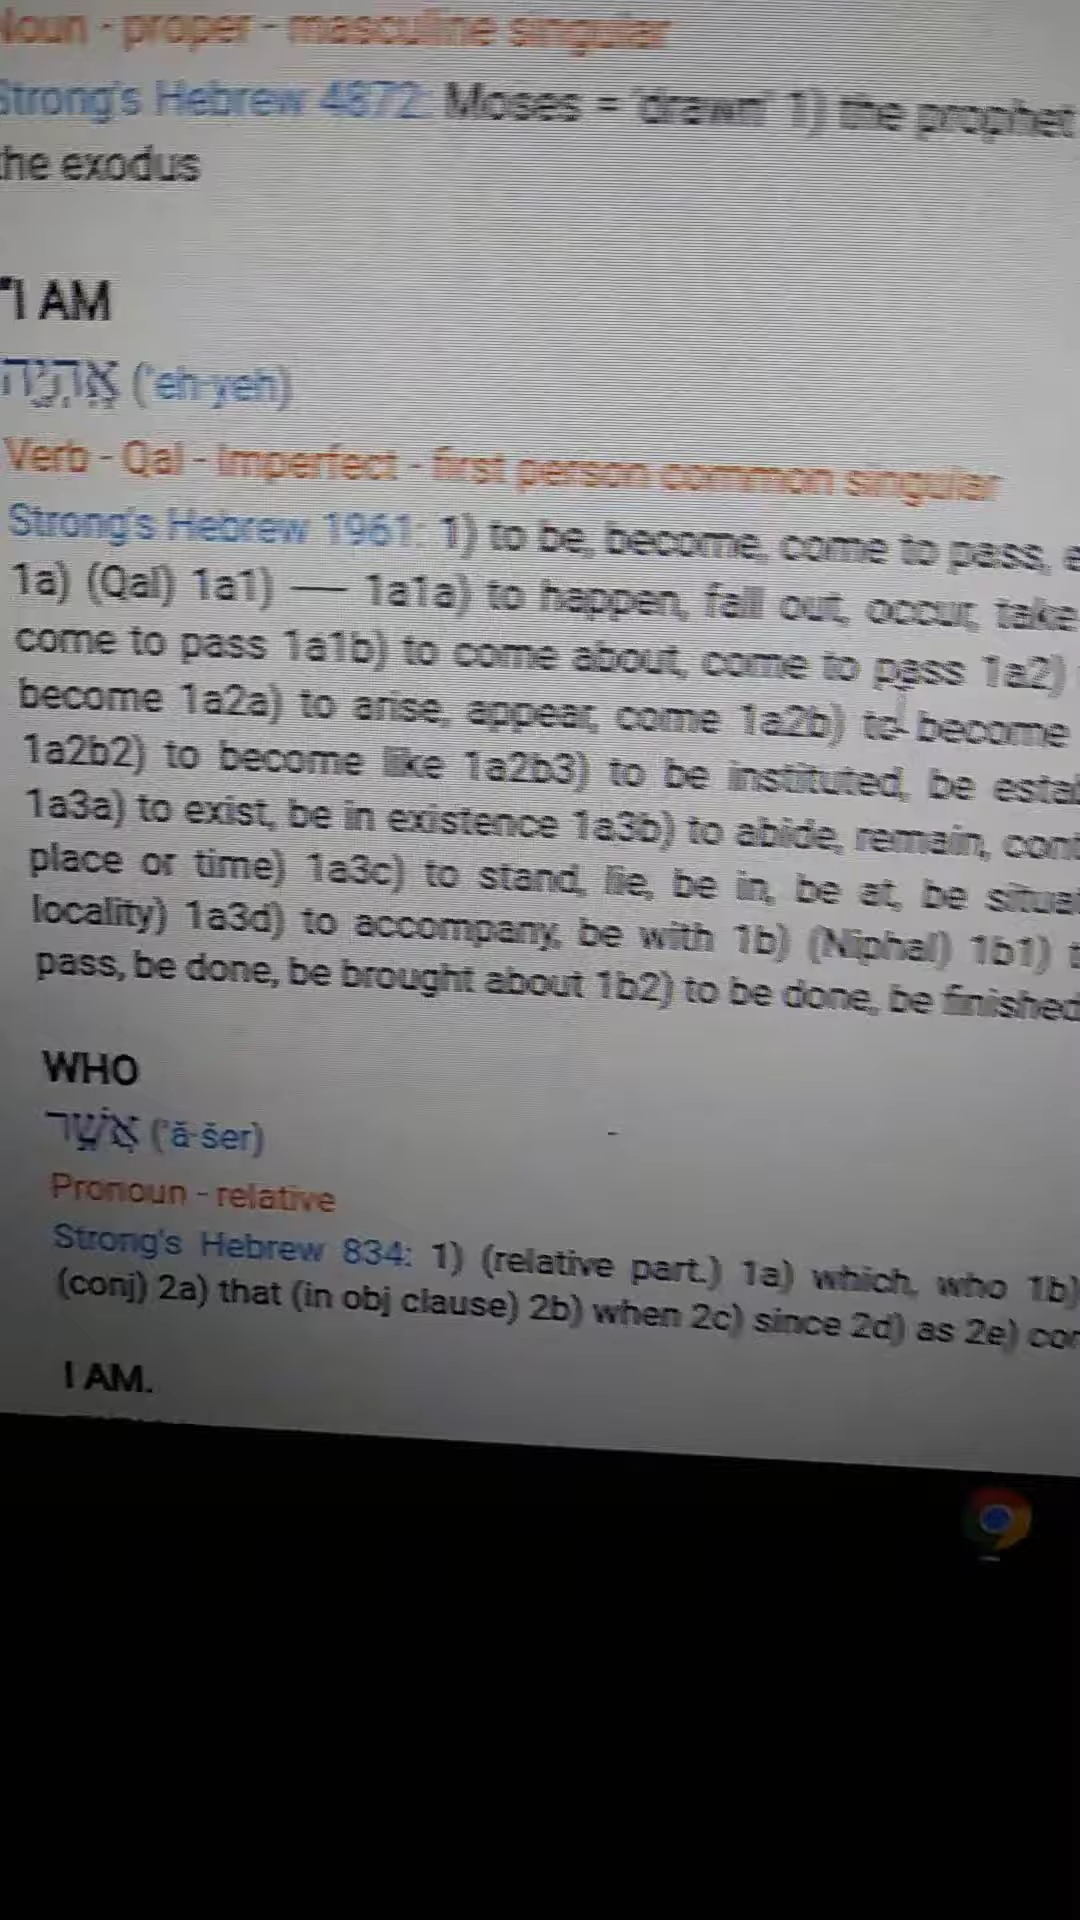 Noun - proper - masculine singular
Strong's Hebrew 4872: Moses = 'drawn' 1) the prophet
the exodus
"I AM
אֶֽהְיֶ֖ה ('eh·yeh)
Verb - Qal - Imperfect - first person common singular
Strong's Hebrew 1961: 1) to be, become, come to pass,
1a) (Qal) 1a1) — 1a1a) to happen, fall out, occur, take
come to pass 1a1b) to come about, come to pass 1a2)
become 1a2a) to arise, appear, come 1a2b) to become
1a2b2) to become like 1a2b3) to be instituted, be estab
1a3a) to exist, be in existence 1a3b) to abide, remain, cont
place or time) 1a3c) to stand, lie, be in, be at, be situat
locality) 1a3d) to accompany, be with 1b) (Niphal) 1b1) t
pass, be done, be brought about 1b2) to be done, be finished
WHO
אֲשֶׁ֣ר ('ă·šer)
Pronoun - relative
Strong's Hebrew 834: 1) (relative part.) 1a) which, who 1b)
(conj) 2a) that (in obj clause) 2b) when 2c) since 2d) as 2e) con
I AM.